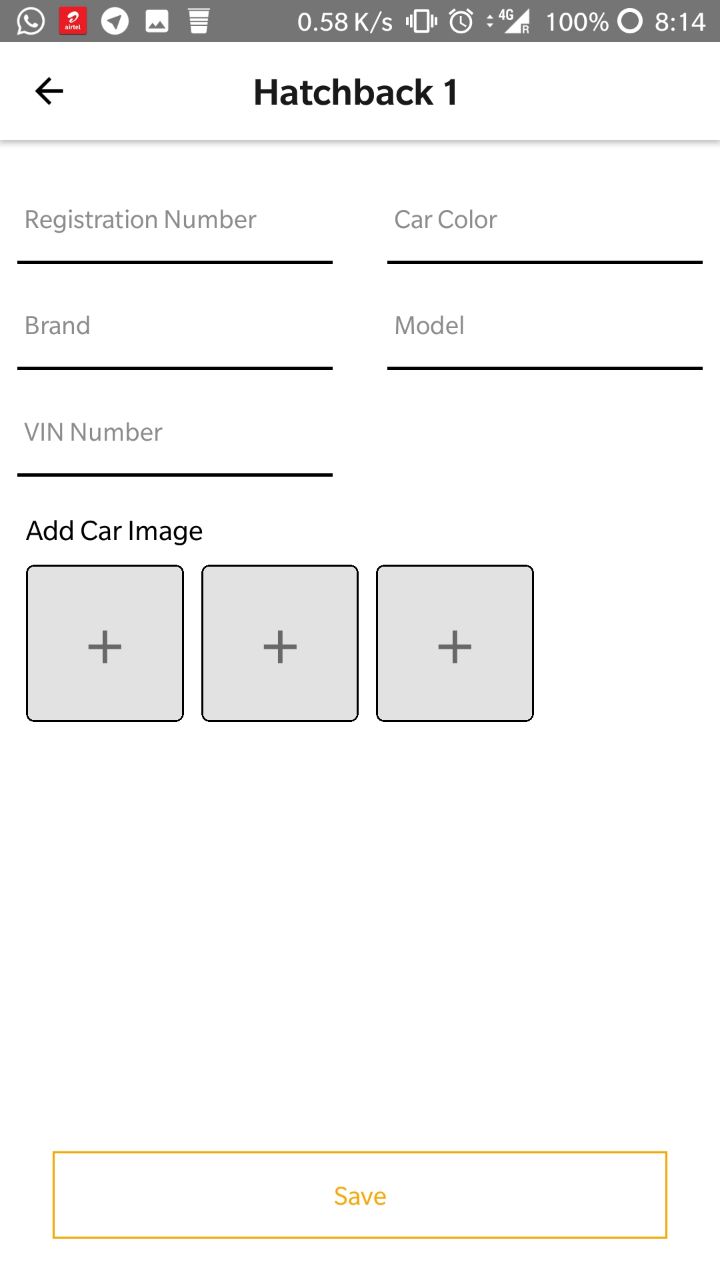 airtel 0.58 K/s 4G R 100% 8:14
Hatchback 1
Registration Number Car Color
Brand Model
VIN Number
Add Car Image
+ + +
Save